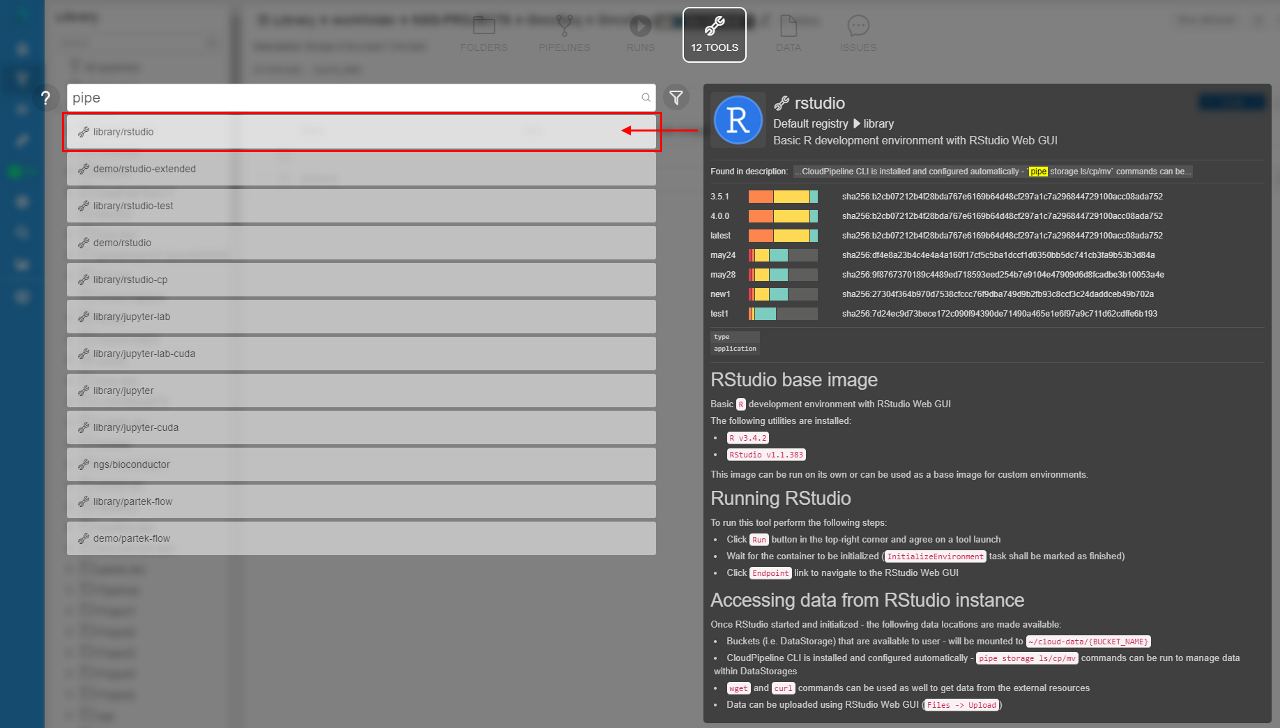 FOLDERS
PIPELINES
RUNS
12 TOOLS
DATA
ISSUES
?
pipe
library/rstudio
demo/rstudio-extended
library/rstudio-test
demo/rstudio
library/rstudio-cp
library/jupyter-lab
library/jupyter-lab-cuda
library/jupyter
library/jupyter-cuda
ngs/bioconductor
library/partek-flow
demo/partek-flow
R
rstudio
Default registry library
Basic R development environment with RStudio Web GUI
Found in description: ...CloudPipeline CLI is installed and configured automatically - `pipe storage ls/cp/mv` commands can be...
3.5.1 sha256:b2cb07212b4f28bda767e6169b64d48cf297a1c7a296844729100acc08ada752
4.0.0 sha256:b2cb07212b4f28bda767e6169b64d48cf297a1c7a296844729100acc08ada752
latest sha256:b2cb07212b4f28bda767e6169b64d48cf297a1c7a296844729100acc08ada752
may24 sha256:df4e8a23b4c4e4a4a160f17cf5c5ba1dccf1d0350bb5dc741cb3fa9b53b3d84a
may28 sha256:9f8767370189c4489ed718593eed254b7e9104e47909d6d8fcadbe3b10053a4e
new1 sha256:27304f364b970d7538cfccc76f9dba749d9b2fb93c8ccf3c24daddceb49b702a
test1 sha256:7d24ec9d73bece172c090f94390de71490a465e1e6f97a9c711d62cdffe6b193
type
application
RStudio base image
Basic R development environment with RStudio Web GUI
The following utilities are installed:
• R v3.4.2
• RStudio v1.1.383
This image can be run on its own or can be used as a base image for custom environments.
Running RStudio
To run this tool perform the following steps:
• Click Run button in the top-right corner and agree on a tool launch
• Wait for the container to be initialized (InitializeEnvironment task shall be marked as finished)
• Click Endpoint link to navigate to the RStudio Web GUI
Accessing data from RStudio instance
Once RStudio started and initialized - the following data locations are made available:
• Buckets (i.e. DataStorage) that are available to user - will be mounted to ~/cloud-data/{BUCKET_NAME}
• CloudPipeline CLI is installed and configured automatically - pipe storage ls/cp/mv commands can be run to manage data
within DataStorages
• wget and curl commands can be used as well to get data from the external resources
• Data can be uploaded using RStudio Web GUI (Files -> Upload)